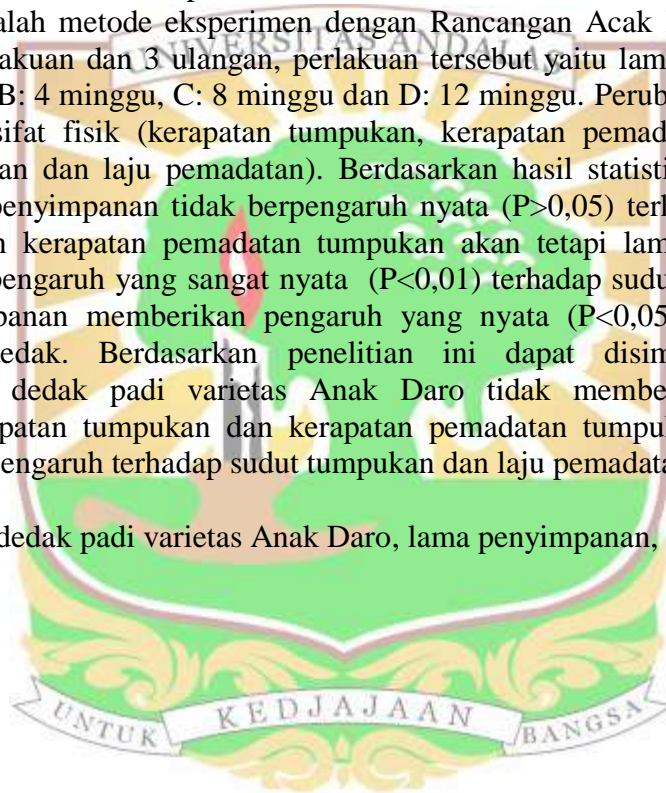 alah metode eksperimen dengan Rancangan Acak
UNIVERSITAS ANDALAS
akuan dan 3 ulangan, perlakuan tersebut yaitu lam
B: 4 minggu, C: 8 minggu dan D: 12 minggu. Perub
sifat fisik (kerapatan tumpukan, kerapatan pemad
an dan laju pemadatan). Berdasarkan hasil statisti
penyimpanan tidak berpengaruh nyata (P>0,05) terh
n kerapatan pemadatan tumpukan akan tetapi lam
pengaruh yang sangat nyata (P<0,01) terhadap sudu
panan memberikan pengaruh yang nyata (P<0,05
edak. Berdasarkan penelitian ini dapat disim
dedak padi varietas Anak Daro tidak membe
patan tumpukan dan kerapatan pemadatan tumpu
pengaruh terhadap sudut tumpukan dan laju pemadata
dedak padi varietas Anak Daro, lama penyimpanan,
UNTUK KEDJAJAAN BANGSA